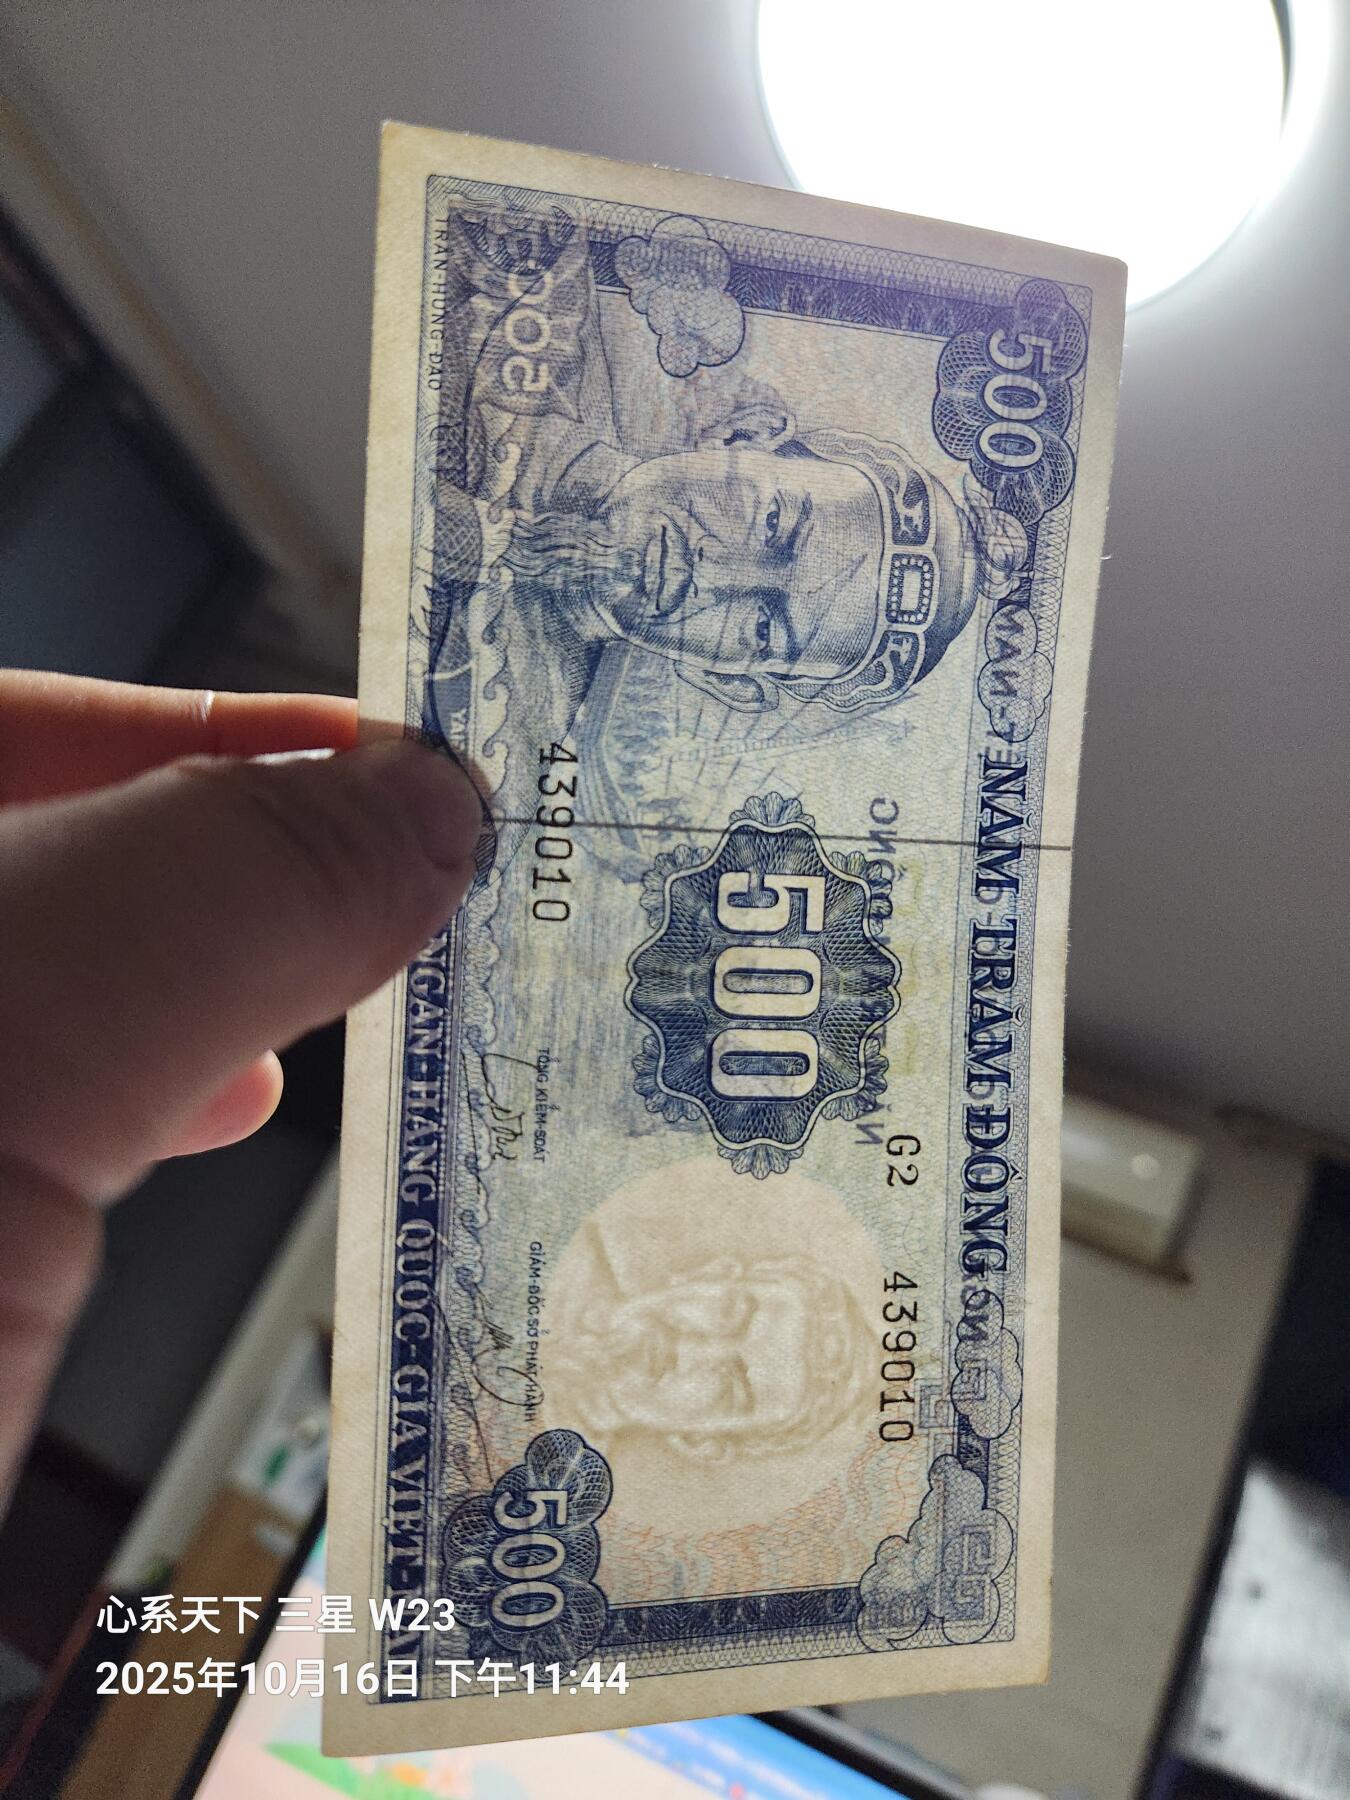 500
NĂM-TRĂM ĐỒNG
G2 439010
500
439010
TỔNG KIỂM-SOÁT
GIÁM-ĐỐC SỞ PHÁT-HÀNH
500
TRẦN-HƯNG-ĐẠO
NGÂN-HÀNG QUỐC-GIA VIỆT-NAM
心系天下 三星 W23
2025年10月16日 下午11:44